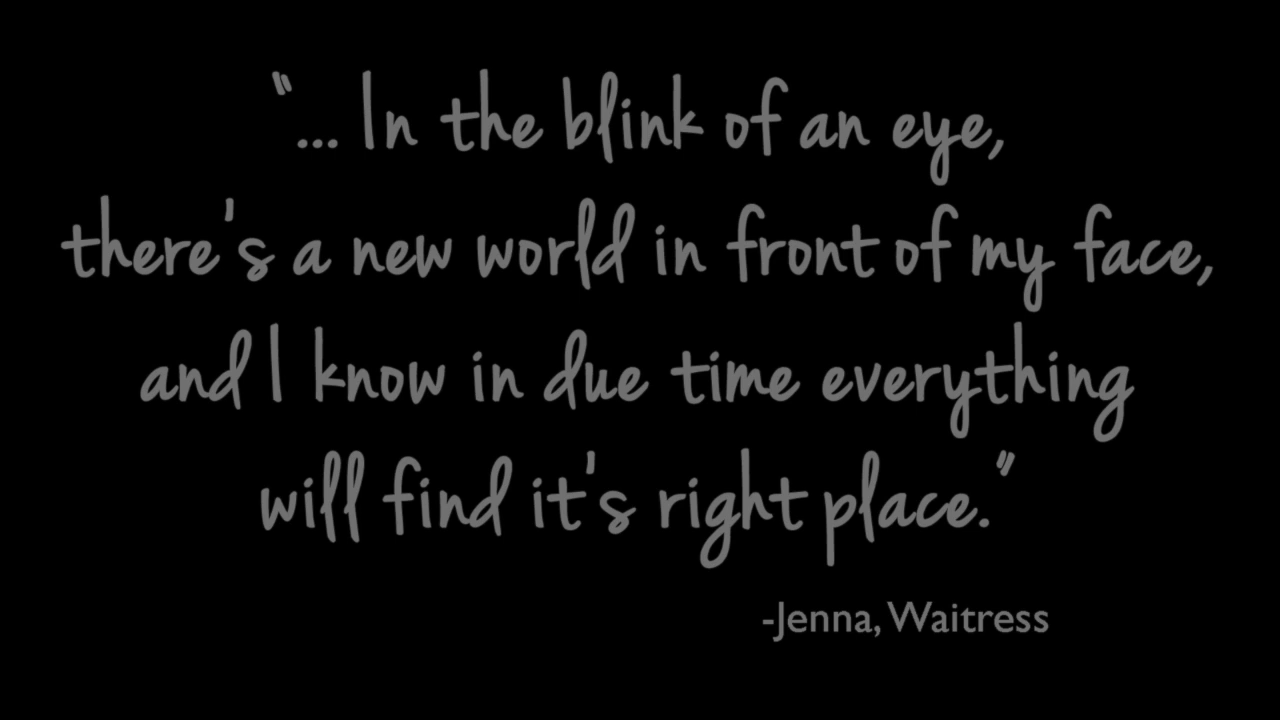 "... In the blink of an eye,
there's a new world in front of my face,
and I know in due time everything
will find it's right place."
-Jenna, Waitress